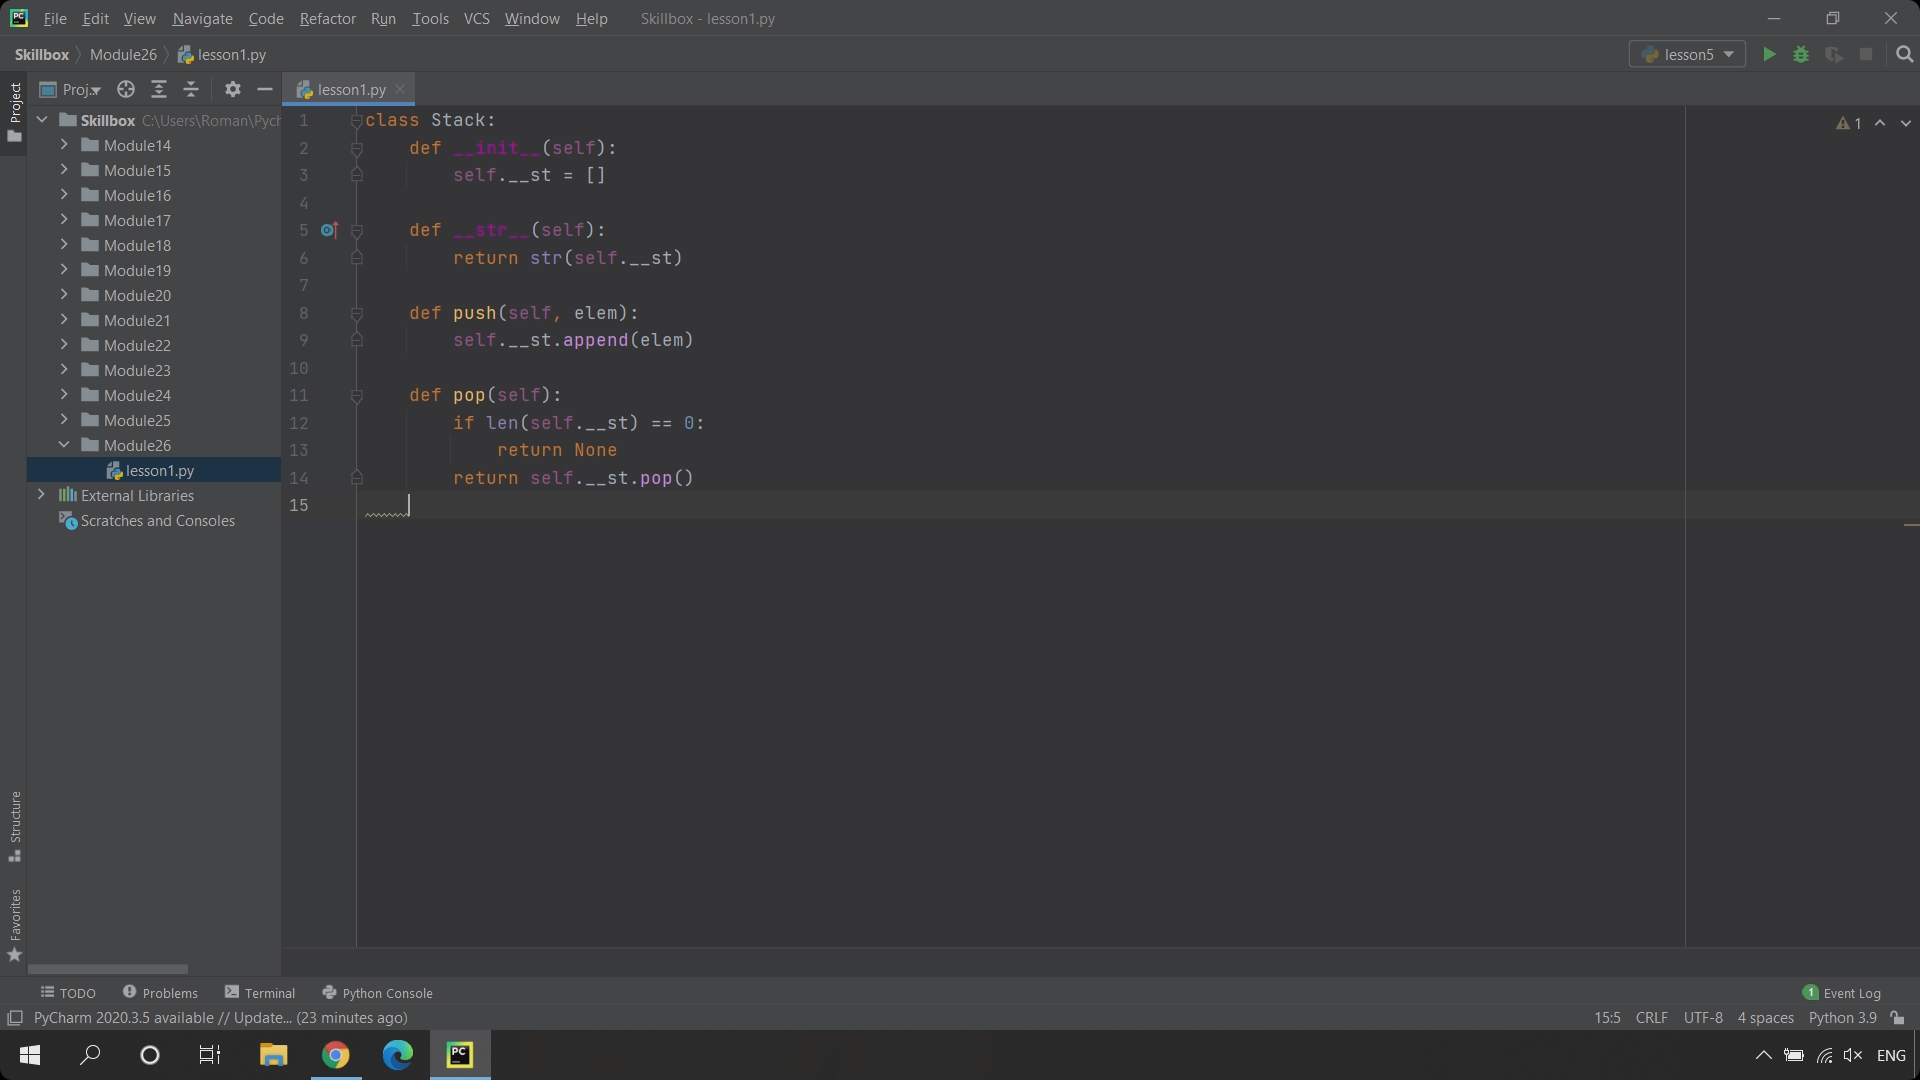 File Edit View Navigate Code Refactor Run Tools VCS Window Help Skillbox - lesson1.py
Skillbox Module26 lesson1.py lesson5
Project
Proj..
lesson1.py
Skillbox C:\Users\Roman\Pych
Module14
Module15
Module16
Module17
Module18
Module19
Module20
Module21
Module22
Module23
Module24
Module25
Module26
lesson1.py
External Libraries
Scratches and Consoles
1 class Stack:
2 def __init__(self):
3 self.__st = []
4
5 def __str__(self):
6 return str(self.__st)
7
8 def push(self, elem):
9 self.__st.append(elem)
10
11 def pop(self):
12 if len(self.__st) == 0:
13 return None
14 return self.__st.pop()
15
1
Structure
Favorites
TODO Problems Terminal Python Console 1 Event Log
PyCharm 2020.3.5 available // Update... (23 minutes ago) 15:5 CRLF UTF-8 4 spaces Python 3.9
PC ENG